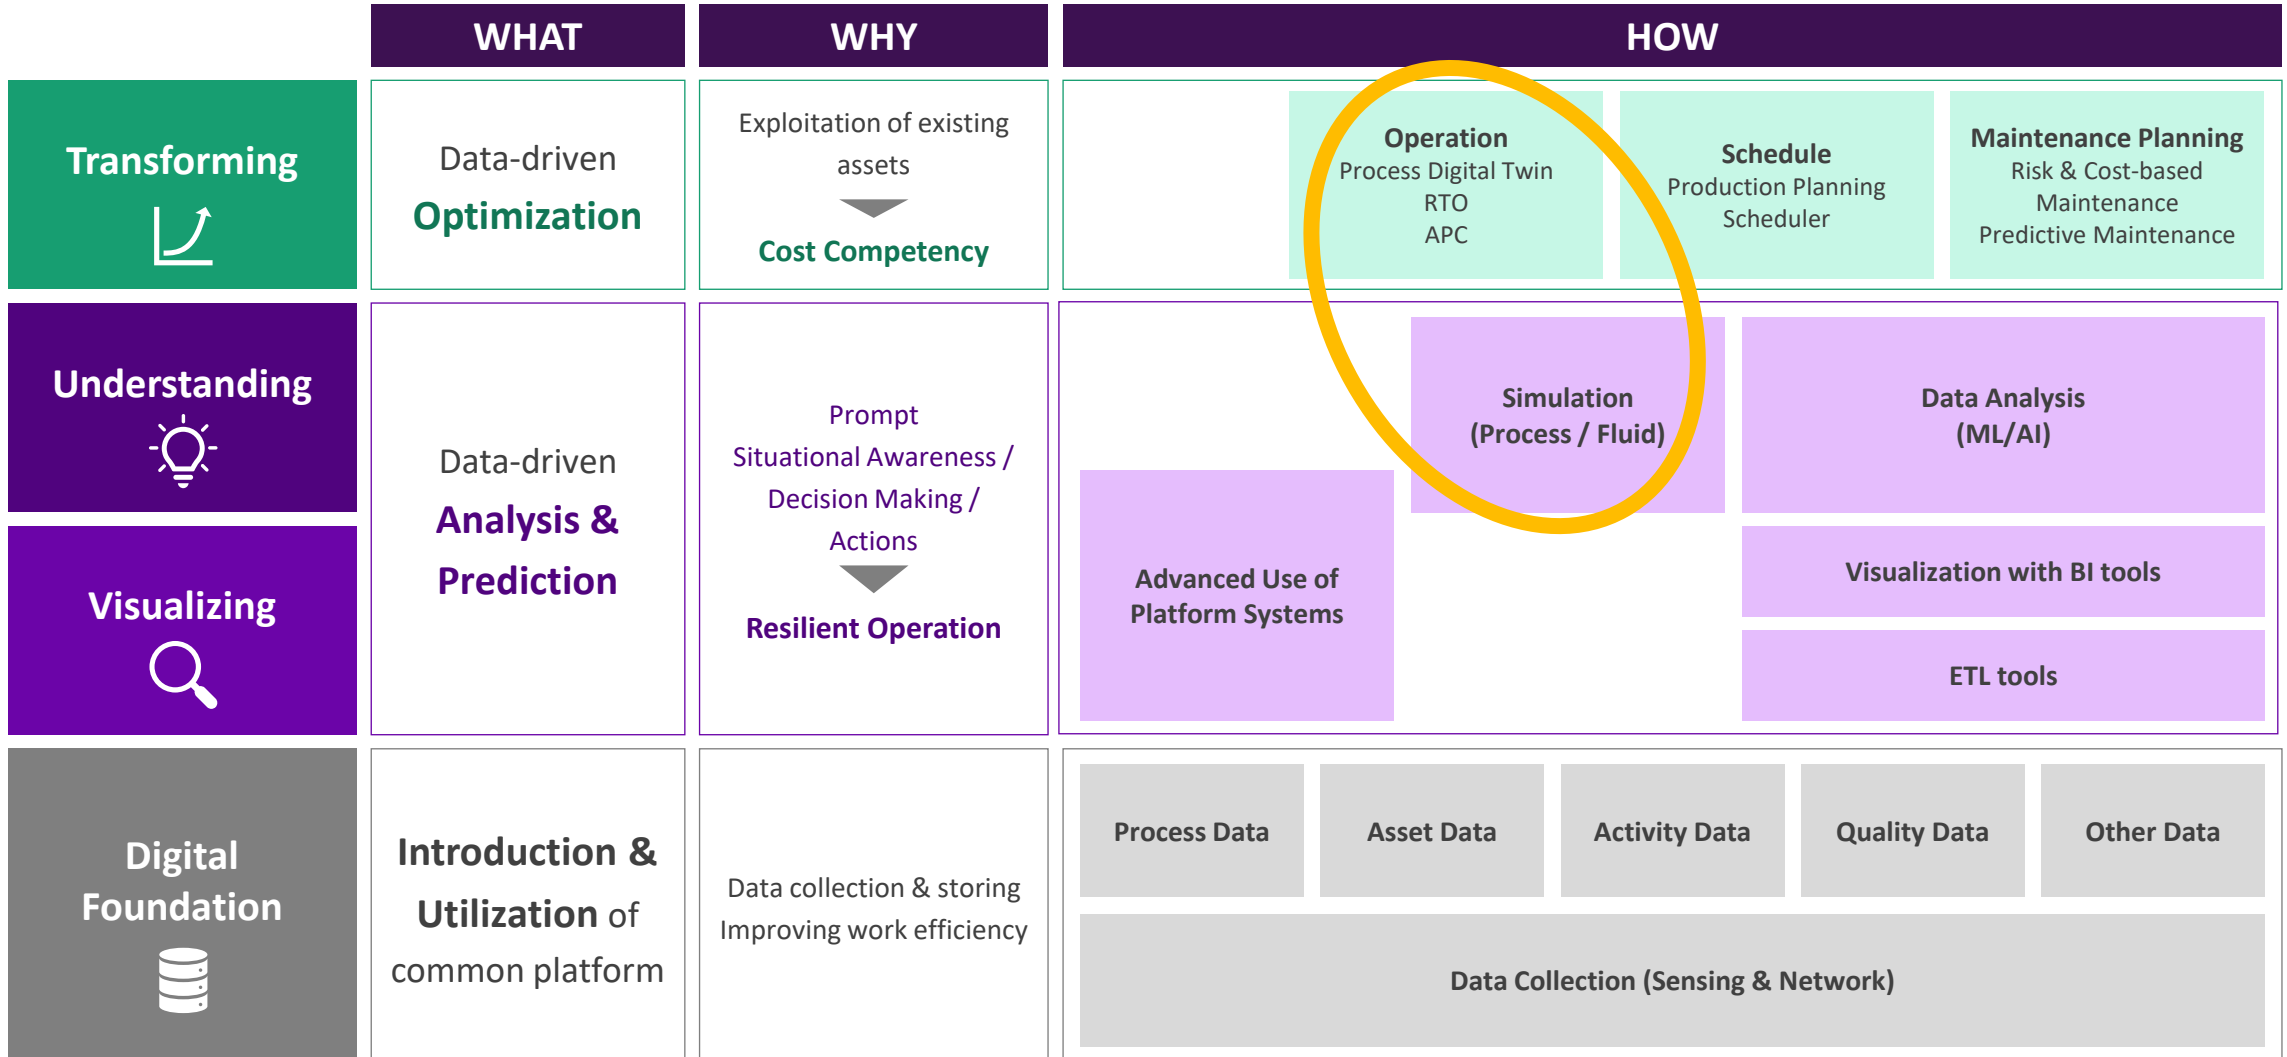 WHAT
WHY
HOW
Transforming
Data-driven
Optimization
Exploitation of existing
assets
Cost Competency
Operation
Process Digital Twin
RTO
APC
Schedule
Production Planning
Scheduler
Maintenance Planning
Risk & Cost-based
Maintenance
Predictive Maintenance
Understanding
Visualizing
Data-driven
Analysis &
Prediction
Prompt
Situational Awareness /
Decision Making /
Actions
Resilient Operation
Advanced Use of
Platform Systems
Simulation
(Process / Fluid)
Data Analysis
(ML/AI)
Visualization with BI tools
ETL tools
Digital
Foundation
Introduction &
Utilization of
common platform
Data collection & storing
Improving work efficiency
Process Data
Asset Data
Activity Data
Quality Data
Other Data
Data Collection (Sensing & Network)